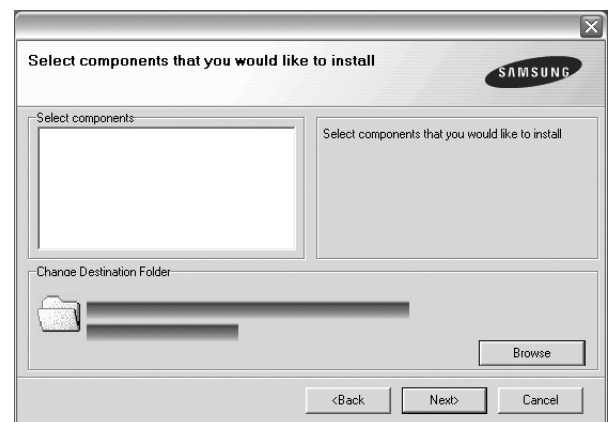 Select components that you would like to install
SAMSUNG
Select components
Select components that you would like to install
Change Destination Folder
Browse
<Back
Next>
Cancel